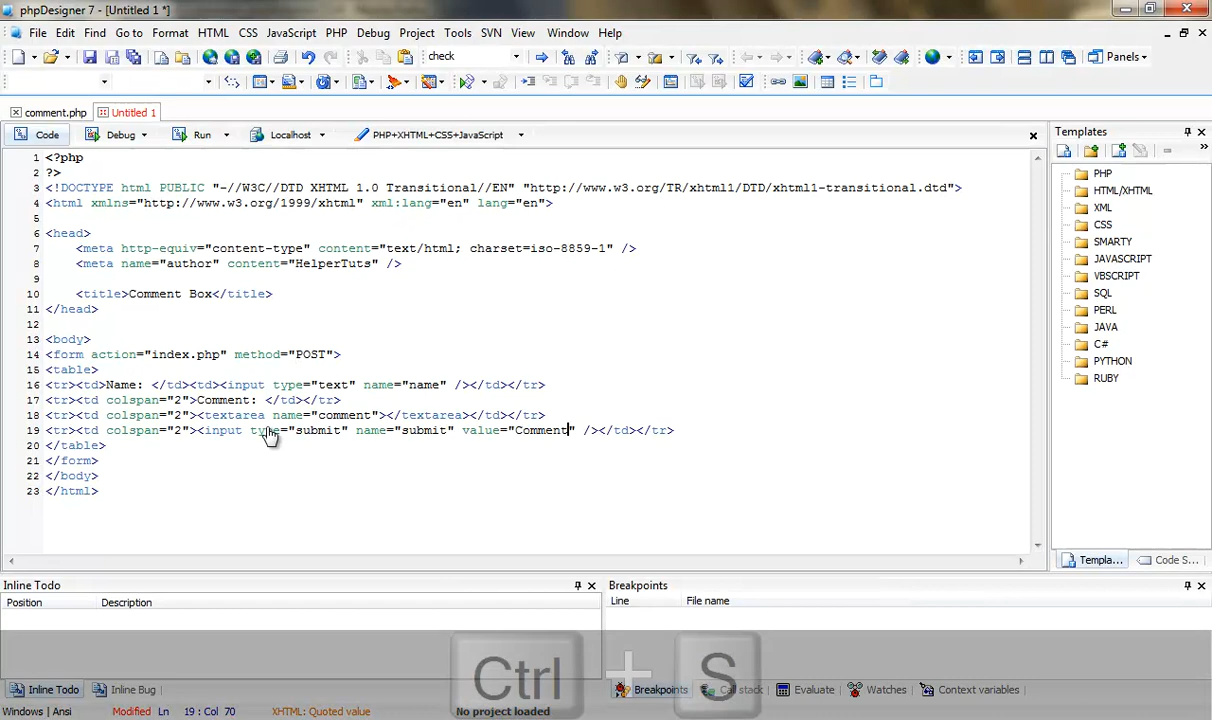 phpDesigner 7 - [Untitled 1 *]
File Edit Find Go to Format HTML CSS JavaScript PHP Debug Project Tools SVN View Window Help
check
Panels
comment.php Untitled 1
Code Debug Run Localhost PHP+XHTML+CSS+JavaScript
1 <?php
2 ?>
3 <!DOCTYPE html PUBLIC "-//W3C//DTD XHTML 1.0 Transitional//EN" "http://www.w3.org/TR/xhtml1/DTD/xhtml1-transitional.dtd">
4 <html xmlns="http://www.w3.org/1999/xhtml" xml:lang="en" lang="en">
5
6 <head>
7 <meta http-equiv="content-type" content="text/html; charset=iso-8859-1" />
8 <meta name="author" content="HelperTuts" />
9
10 <title>Comment Box</title>
11 </head>
12
13 <body>
14 <form action="index.php" method="POST">
15 <table>
16 <tr><td>Name: </td><td><input type="text" name="name" /></td></tr>
17 <tr><td colspan="2">Comment: </td></tr>
18 <tr><td colspan="2"><textarea name="comment"></textarea></td></tr>
19 <tr><td colspan="2"><input type="submit" name="submit" value="Comment" /></td></tr>
20 </table>
21 </form>
22 </body>
23 </html>
Templates
PHP
HTML/XHTML
XML
CSS
SMARTY
JAVASCRIPT
VBSCRIPT
SQL
PERL
JAVA
C#
PYTHON
RUBY
Templa... Code S...
Inline Todo
Position Description
Breakpoints
Line File name
Ctrl + S
Inline Todo Inline Bug
Breakpoints Call stack Evaluate Watches Context variables
Windows | Ansi Modified Ln 19 : Col 70 XHTML: Quoted value No project loaded